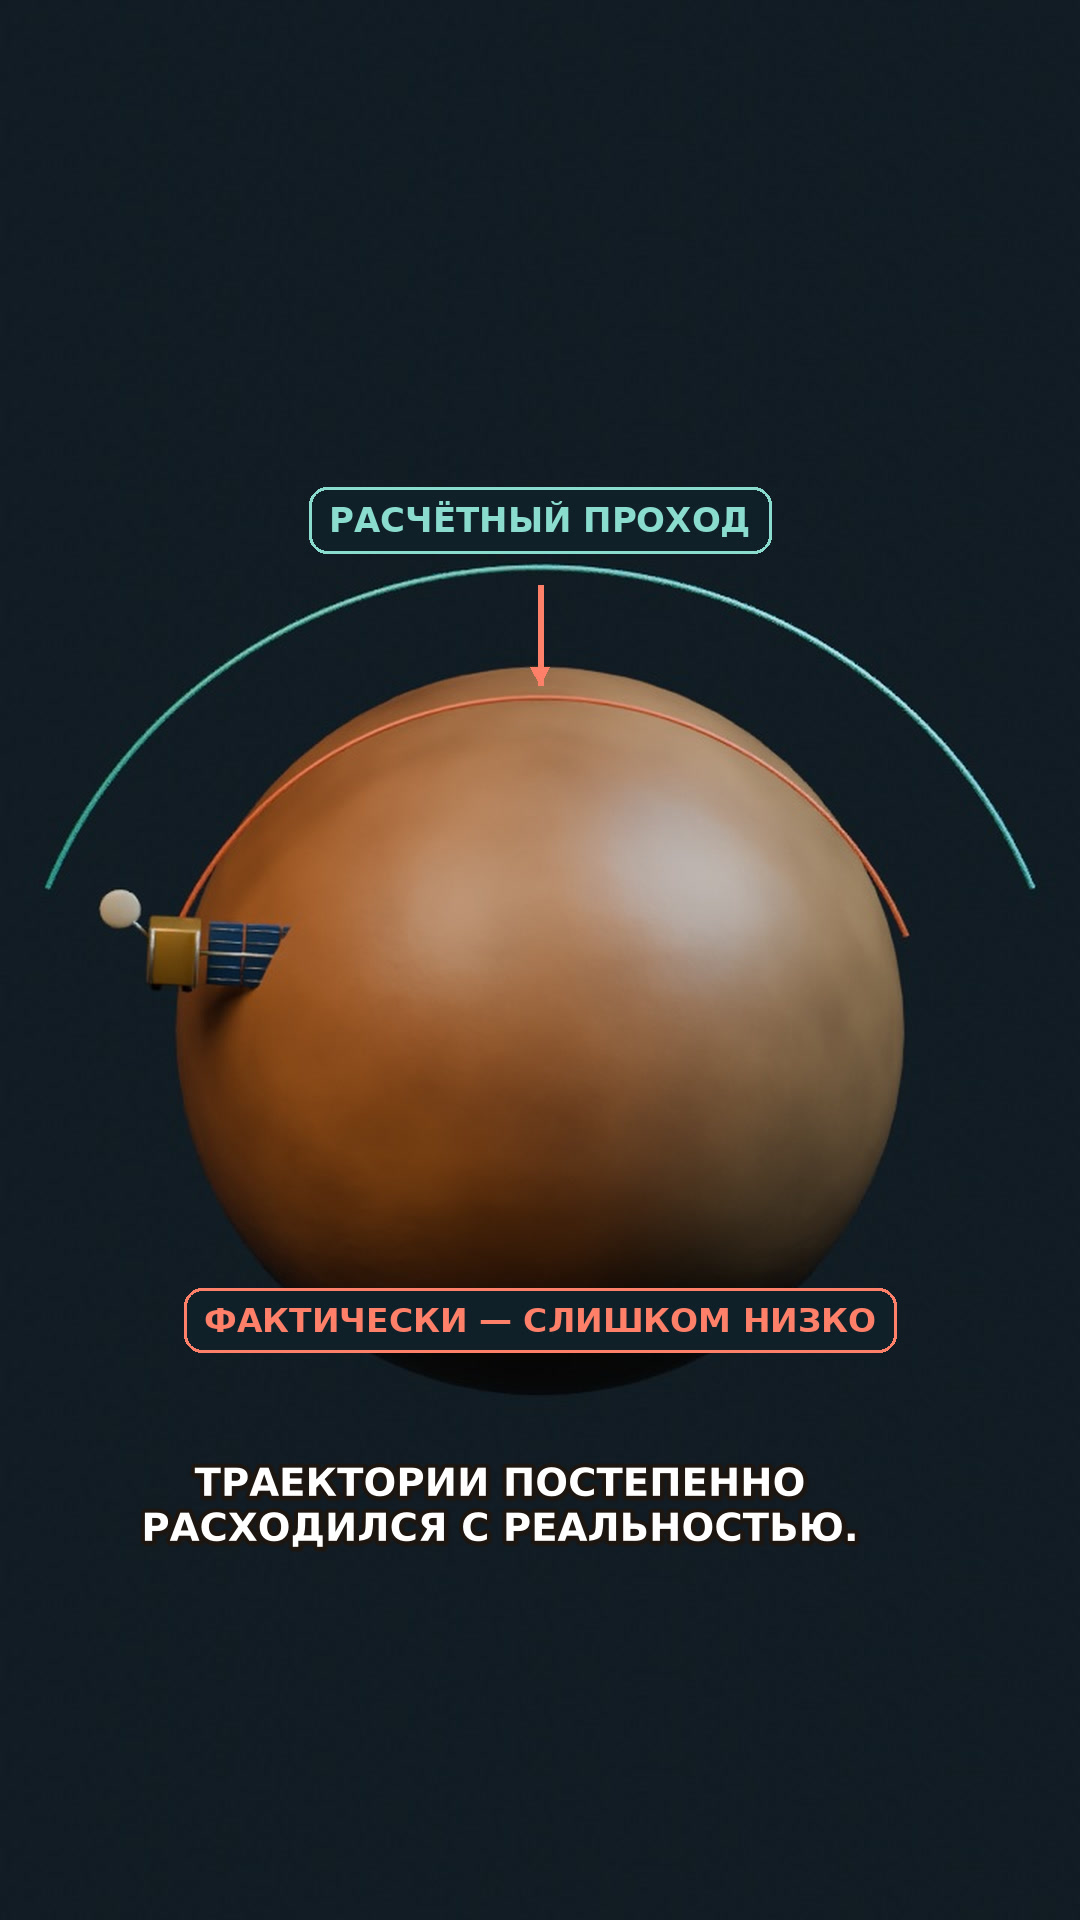 РАСЧЁТНЫЙ ПРОХОД
ФАКТИЧЕСКИ — СЛИШКОМ НИЗКО
ТРАЕКТОРИИ ПОСТЕПЕННО
РАСХОДИЛСЯ С РЕАЛЬНОСТЬЮ.